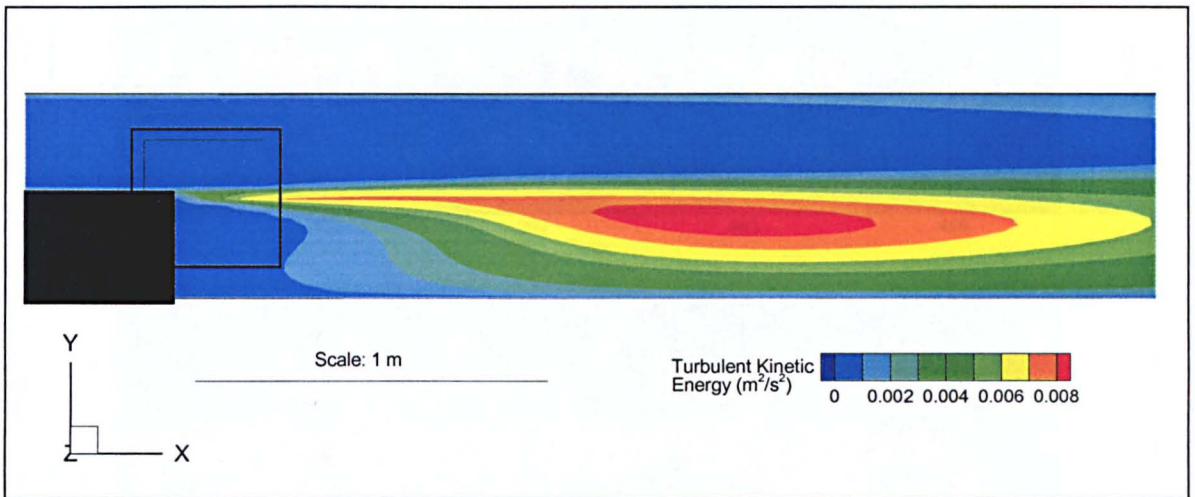 Y
Z
X
Scale: 1 m
Turbulent Kinetic
Energy (m²/s²)
0 0.002 0.004 0.006 0.008